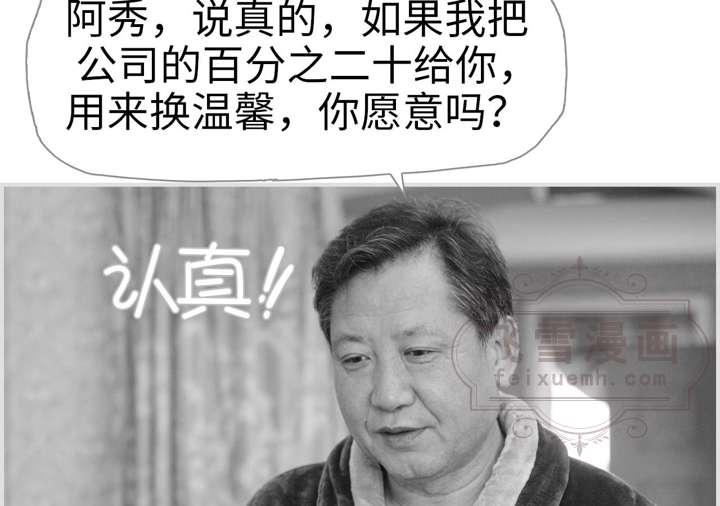 阿秀，说真的，如果我把
公司的百分之二十给你，
用来换温馨，你愿意吗？
认真!!
飞雪漫画
feixuemh.com